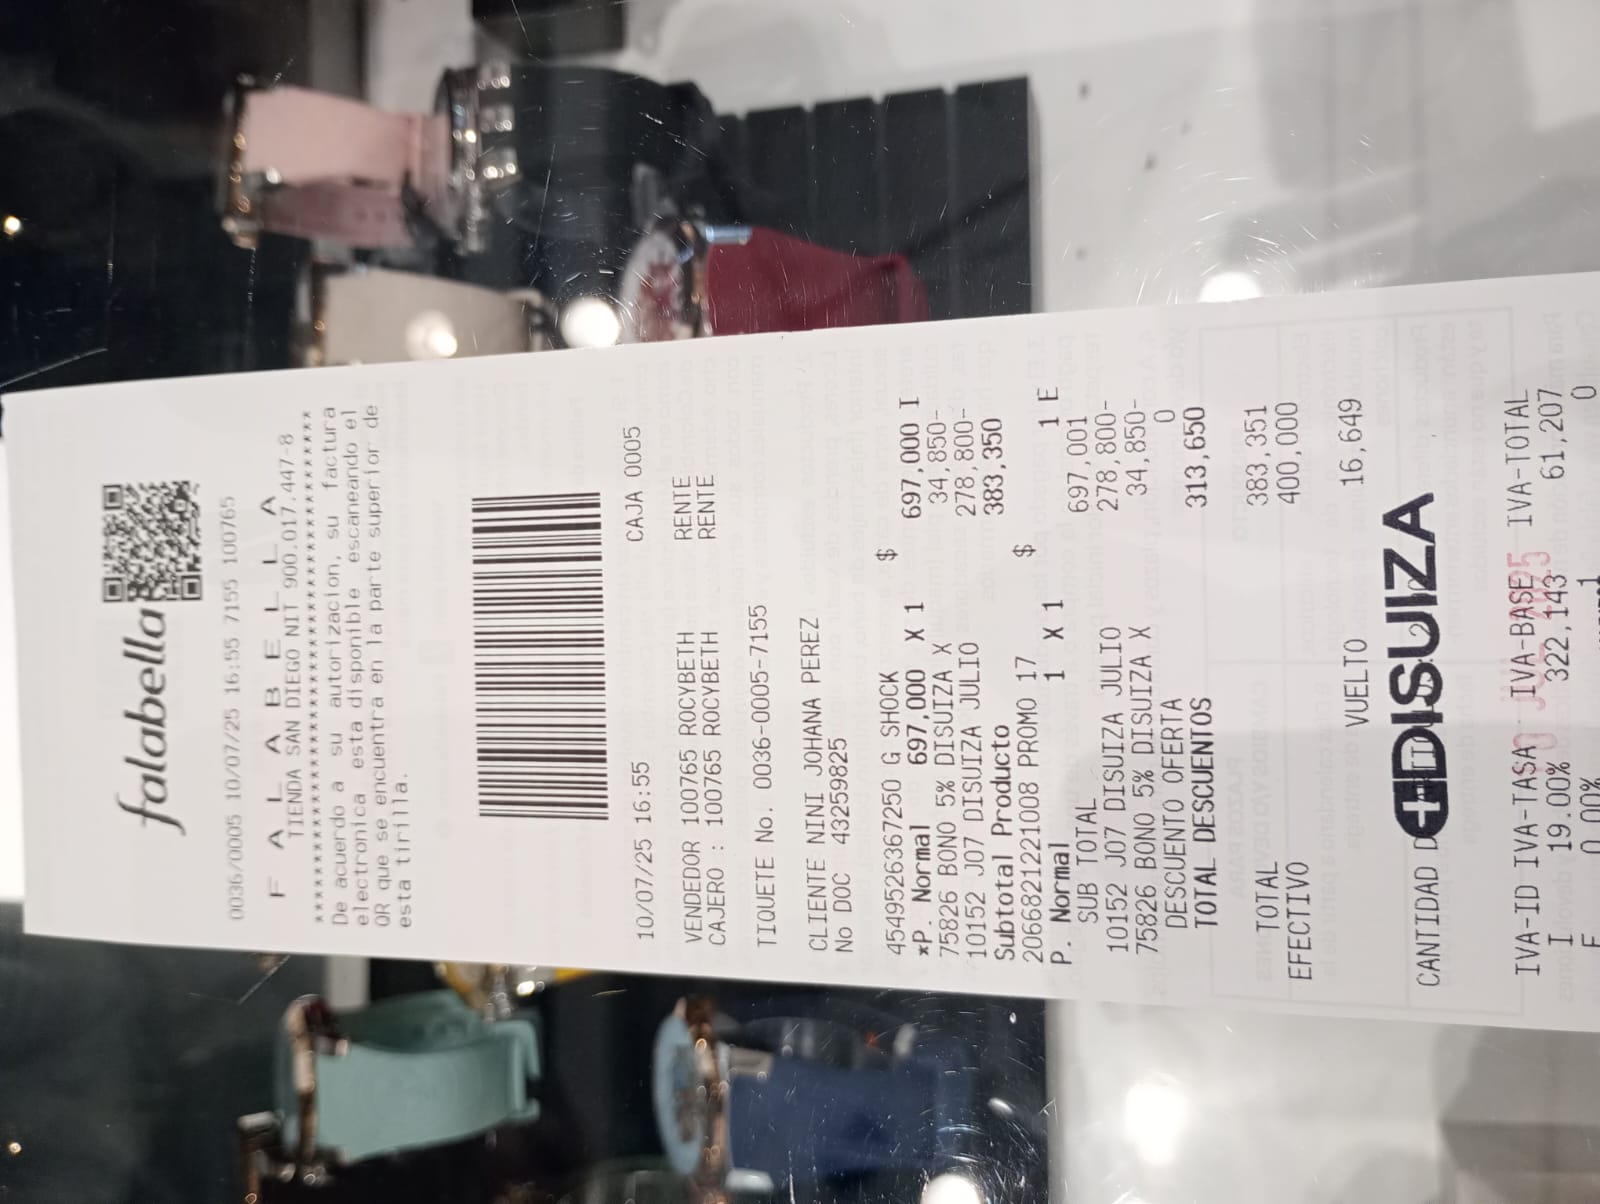 falabella
0036/0005 10/07/25 16:55 7155 100765
F A L A B E L L A
TIENDA SAN DIEGO NIT 900.017.447-8
****************************************
De acuerdo a su autorizacion, su factura
electronica esta disponible escaneando el
QR que se encuentra en la parte superior de
esta tirilla.
10/07/25 16:55 CAJA 0005
VENDEDOR 100765 ROCYBETH RENTE
CAJERO : 100765 ROCYBETH RENTE
TIQUETE No. 0036-0005-7155
CLIENTE NINI JOHANA PEREZ
No DOC 43259825
4549526367250 G SHOCK $
*P. Normal 697,000 X 1 697,000 I
75826 BONO 5% DISUIZA X 34,850-
10152 JO7 DISUIZA JULIO 278,800-
Subtotal Producto 383,350
2066821221008 PROMO 17 $
P. Normal 1 X 1 1 E
SUB TOTAL 697,001
10152 JO7 DISUIZA JULIO 278,800-
75826 BONO 5% DISUIZA X 34,850-
DESCUENTO OFERTA 0
TOTAL DESCUENTOS 313,650
TOTAL 383,351
EFECTIVO 400,000
VUELTO 16,649
DISUIZA
CANTIDAD
IVA-ID IVA-TASA IVA-BASE IVA-TOTAL
I 19.00% 322,143 61,207
E 0.00% 1 0